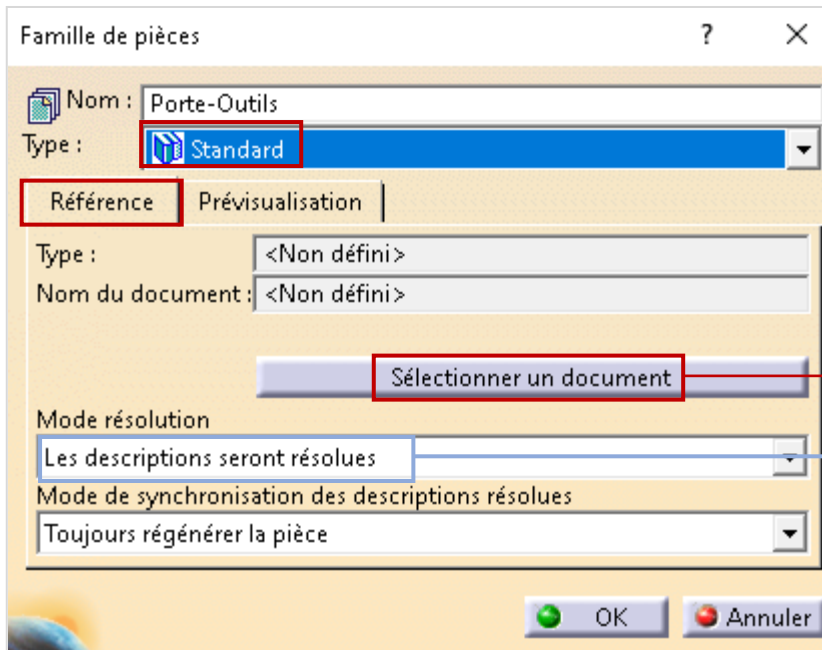 Famille de pièces ?
Nom : Porte-Outils
Type : Standard
Référence Prévisualisation
Type : <Non défini>
Nom du document : <Non défini>
Sélectionner un document
Mode résolution
Les descriptions seront résolues
Mode de synchronisation des descriptions résolues
Toujours régénérer la pièce
OK Annuler